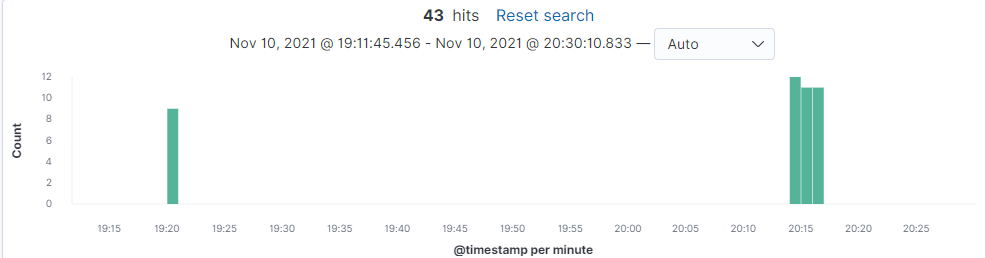 43 hits Reset search
Nov 10, 2021 @ 19:11:45.456 - Nov 10, 2021 @ 20:30:10.833 — Auto
12
10
8
6
4
2
0
Count
19:15 19:20 19:25 19:30 19:35 19:40 19:45 19:50 19:55 20:00 20:05 20:10 20:15 20:20 20:25
@timestamp per minute